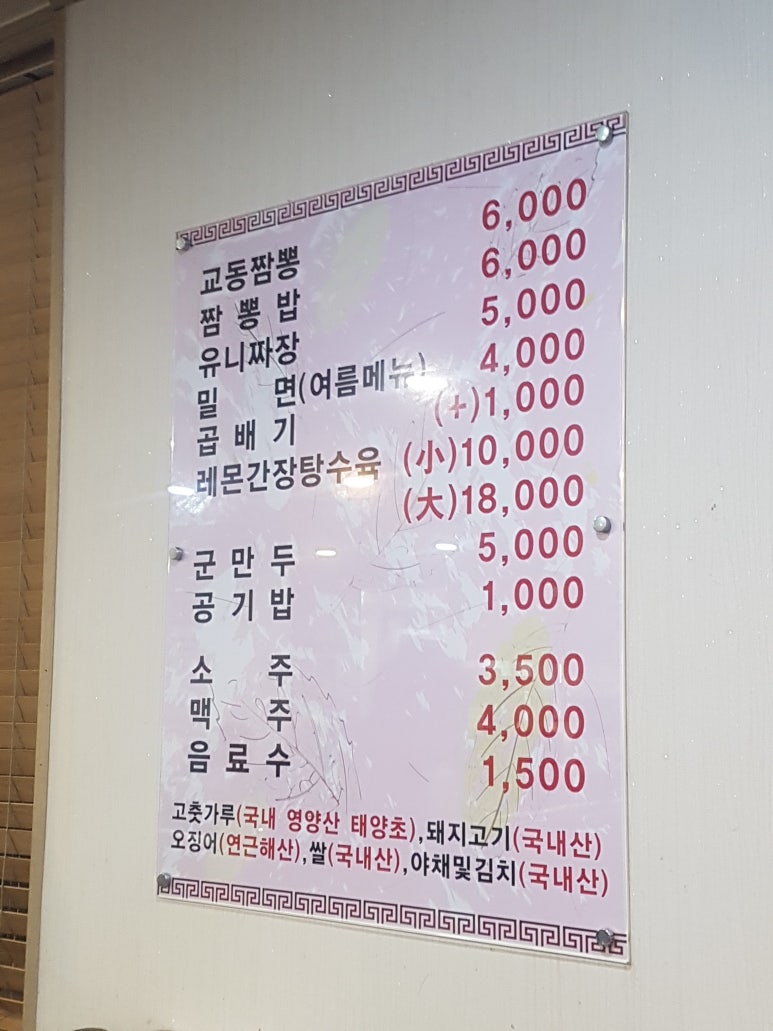 교동짬뽕 6,000
짬뽕밥 6,000
유니짜장 5,000
밀면(여름메뉴) 4,000
곱배기 (+)1,000
레몬간장탕수육 (小)10,000
(大)18,000
군만두 5,000
공기밥 1,000
소주 3,500
맥주 4,000
음료수 1,500
고춧가루(국내 영양산 태양초),돼지고기(국내산)
오징어(연근해산),쌀(국내산),야채및김치(국내산)